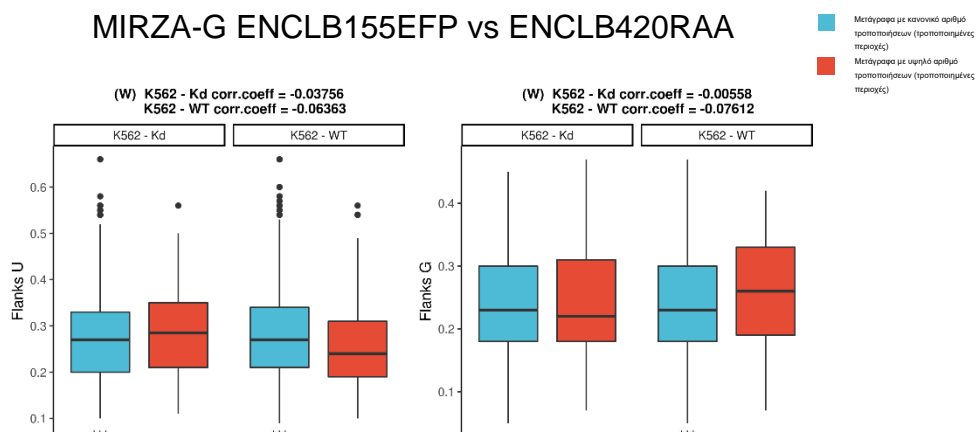 MIRZA-G ENCLB155EFP vs ENCLB420RAA
Μετάγραφα με κανονικό αριθμό
τροποποιήσεων (τροποποιημένες
περιοχές)
Μετάγραφα με υψηλό αριθμό
τροποποιήσεων (τροποποιημένες
περιοχές)
(W) K562 - Kd corr.coeff = -0.03756
K562 - WT corr.coeff = -0.06363
K562 - Kd
K562 - WT
Flanks U
0.6
0.5
0.4
0.3
0.2
0.1
(W) K562 - Kd corr.coeff = -0.00558
K562 - WT corr.coeff = -0.07612
K562 - Kd
K562 - WT
Flanks G
0.4
0.3
0.2
0.1